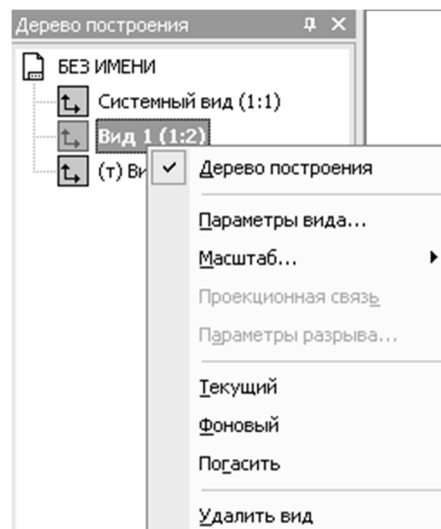 Дерево построения
БЕЗ ИМЕНИ
Системный вид (1:1)
Вид 1 (1:2)
(т) Ви
Дерево построения
Параметры вида...
Масштаб...
Проекционная связь
Параметры разрыва...
Текущий
Фоновый
Погасить
Удалить вид